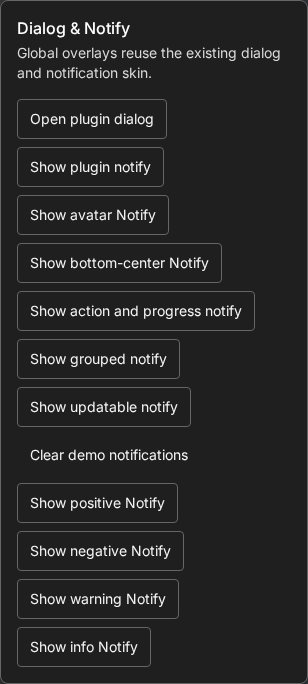 Dialog & Notify
Global overlays reuse the existing dialog
and notification skin.
Open plugin dialog
Show plugin notify
Show avatar Notify
Show bottom-center Notify
Show action and progress notify
Show grouped notify
Show updatable notify
Clear demo notifications
Show positive Notify
Show negative Notify
Show warning Notify
Show info Notify